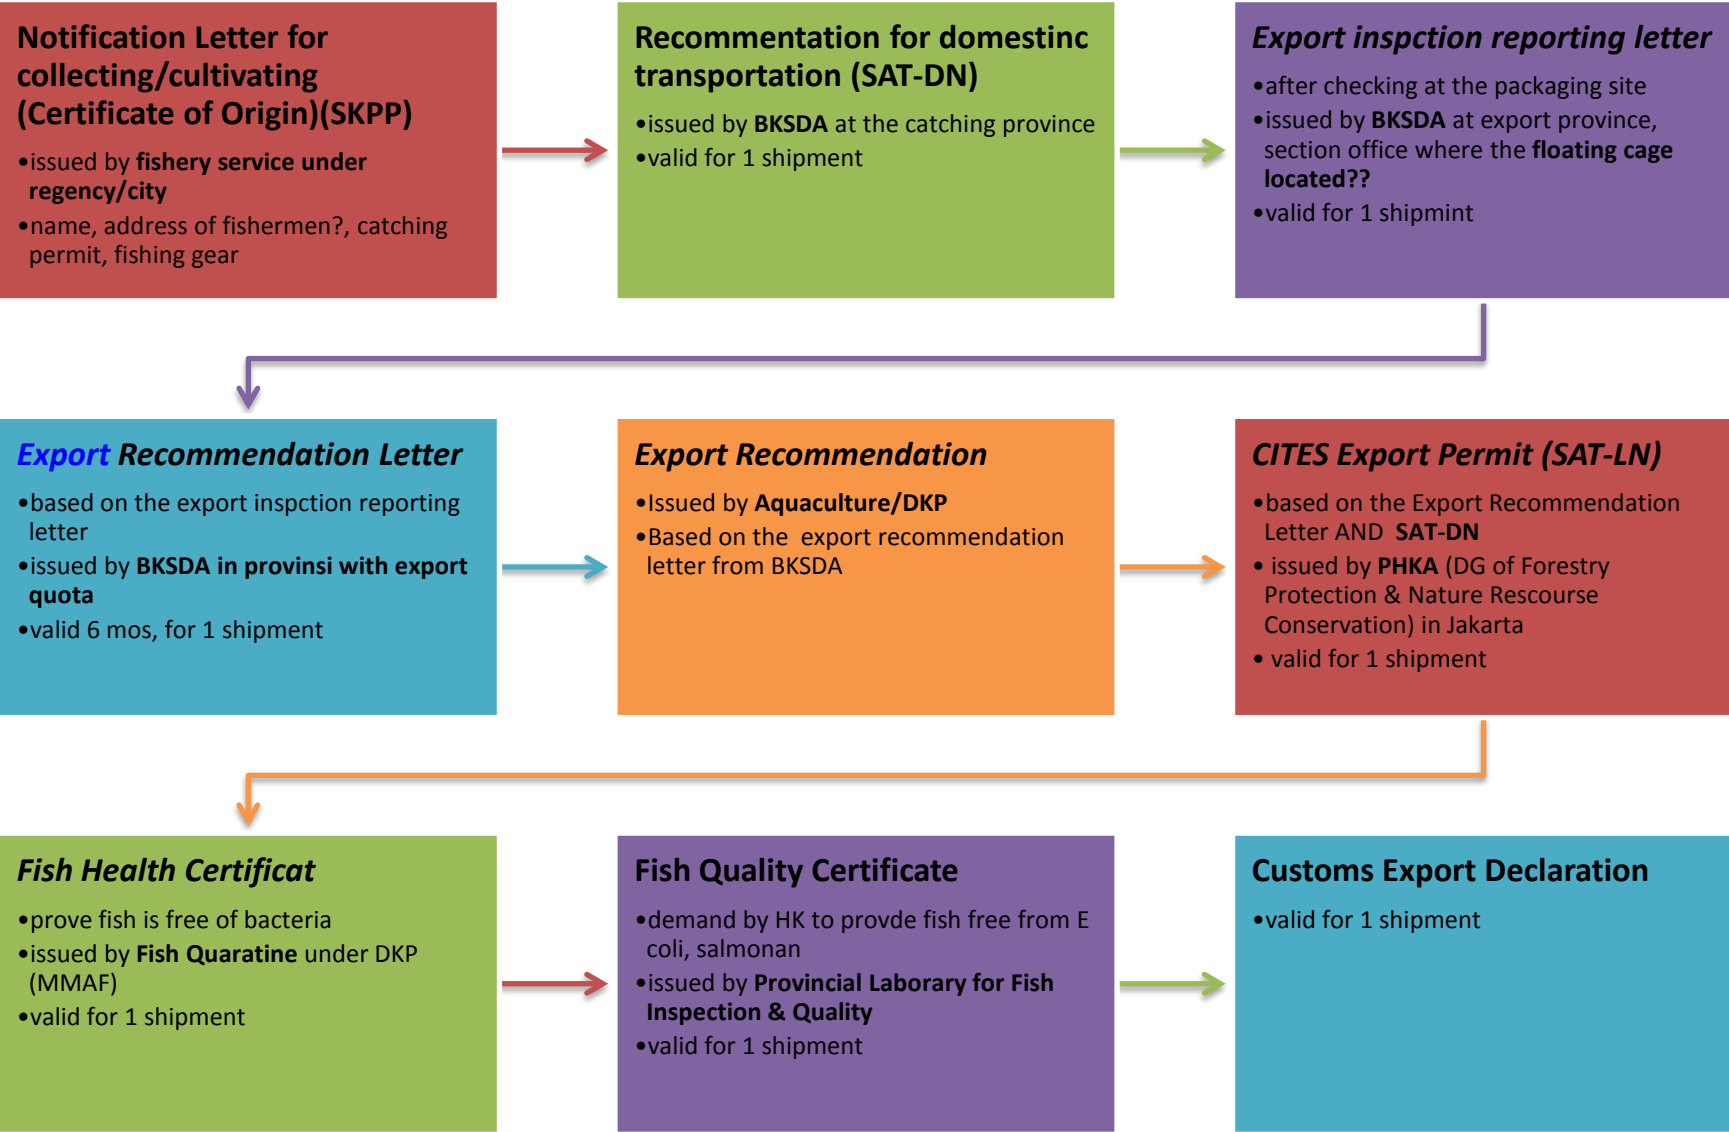 Notification Letter for
collecting/cultivating
(Certificate of Origin)(SKPP)
•issued by fishery service under
regency/city
•name, address of fishermen?, catching
permit, fishing gear
Recommentation for domestinc
transportation (SAT-DN)
•issued by BKSDA at the catching province
•valid for 1 shipment
Export inspction reporting letter
•after checking at the packaging site
•issued by BKSDA at export province,
section office where the floating cage
located??
•valid for 1 shipmint
Export Recommendation Letter
•based on the export inspction reporting
letter
•issued by BKSDA in provinsi with export
quota
•valid 6 mos, for 1 shipment
Export Recommendation
•Issued by Aquaculture/DKP
•Based on the export recommendation
letter from BKSDA
CITES Export Permit (SAT-LN)
•based on the Export Recommendation
Letter AND SAT-DN
• issued by PHKA (DG of Forestry
Protection & Nature Rescourse
Conservation) in Jakarta
• valid for 1 shipment
Fish Health Certificat
•prove fish is free of bacteria
•issued by Fish Quaratine under DKP
(MMAF)
•valid for 1 shipment
Fish Quality Certificate
•demand by HK to provde fish free from E
coli, salmonan
•issued by Provincial Laborary for Fish
Inspection & Quality
•valid for 1 shipment
Customs Export Declaration
•valid for 1 shipment